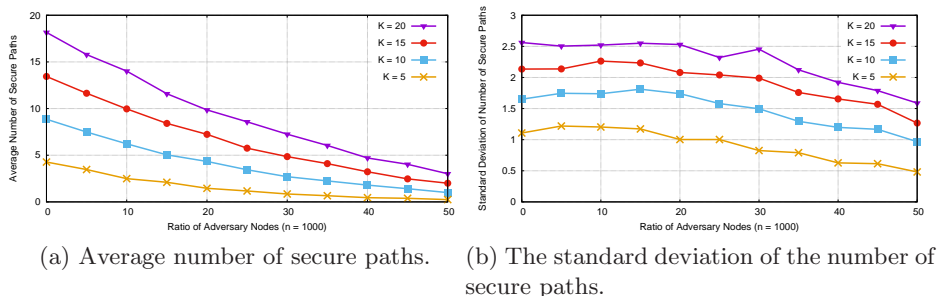 Average Number of Secure Paths
20
15
10
5
0
K = 20
K = 15
K = 10
K = 5
0 10 20 30 40 50
Ratio of Adversary Nodes (n = 1000)
(a) Average number of secure paths.
Standard Deviation of Number of Secure Paths
3
2.5
2
1.5
1
0.5
0
K = 20
K = 15
K = 10
K = 5
0 10 20 30 40 50
Ratio of Adversary Nodes (n = 1000)
(b) The standard deviation of the number of
secure paths.